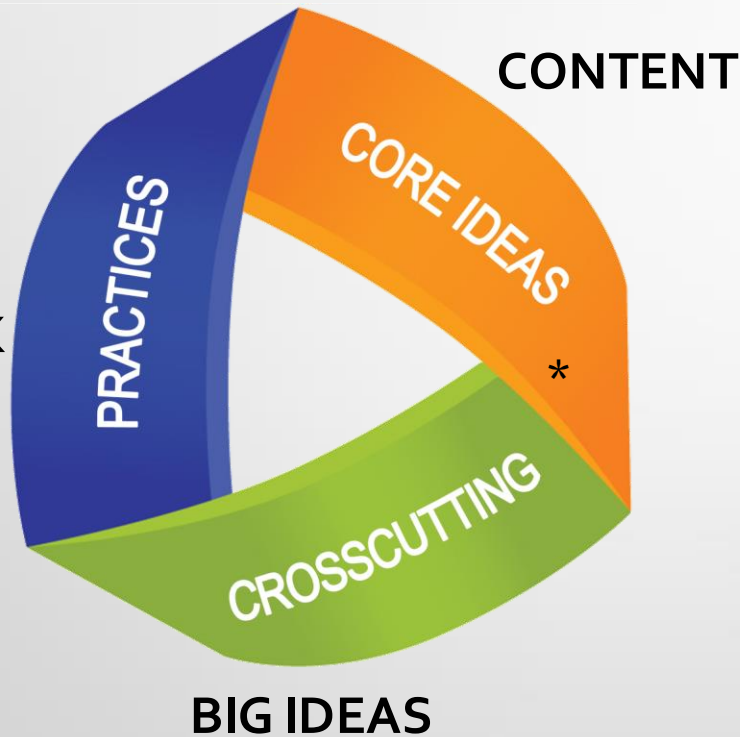 CONTENT
CORE IDEAS
PRACTICES
*
CROSSCUTTING
BIG IDEAS